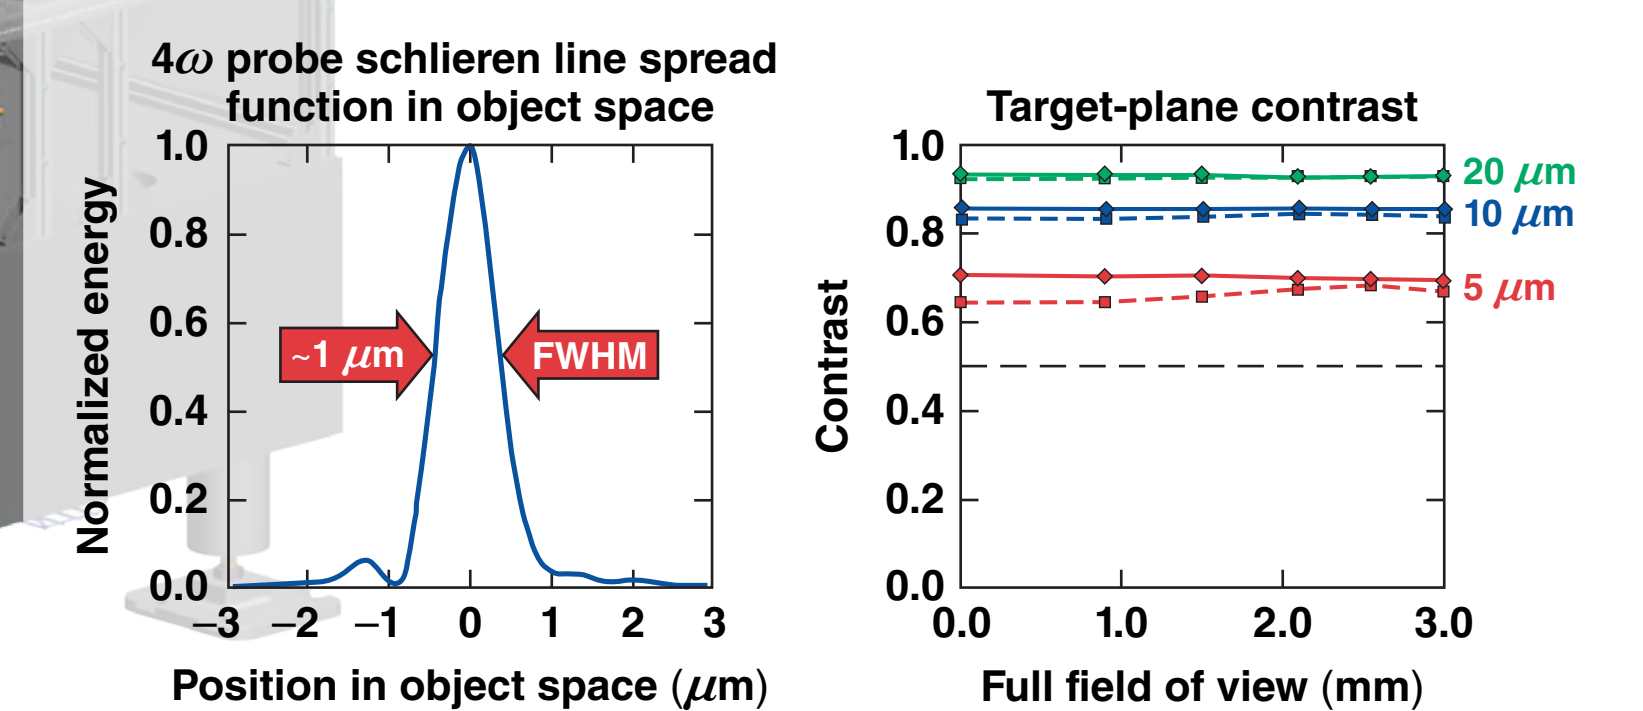 4ω probe schlieren line spread
function in object space
1.0
0.8
0.6
0.4
0.2
0.0
–3 –2 –1 0 1 2 3
Normalized energy
~1 μm
FWHM
Position in object space (μm)
Target-plane contrast
1.0
0.8
0.6
0.4
0.2
0.0
0.0 1.0 2.0 3.0
Contrast
20 μm
10 μm
5 μm
Full field of view (mm)